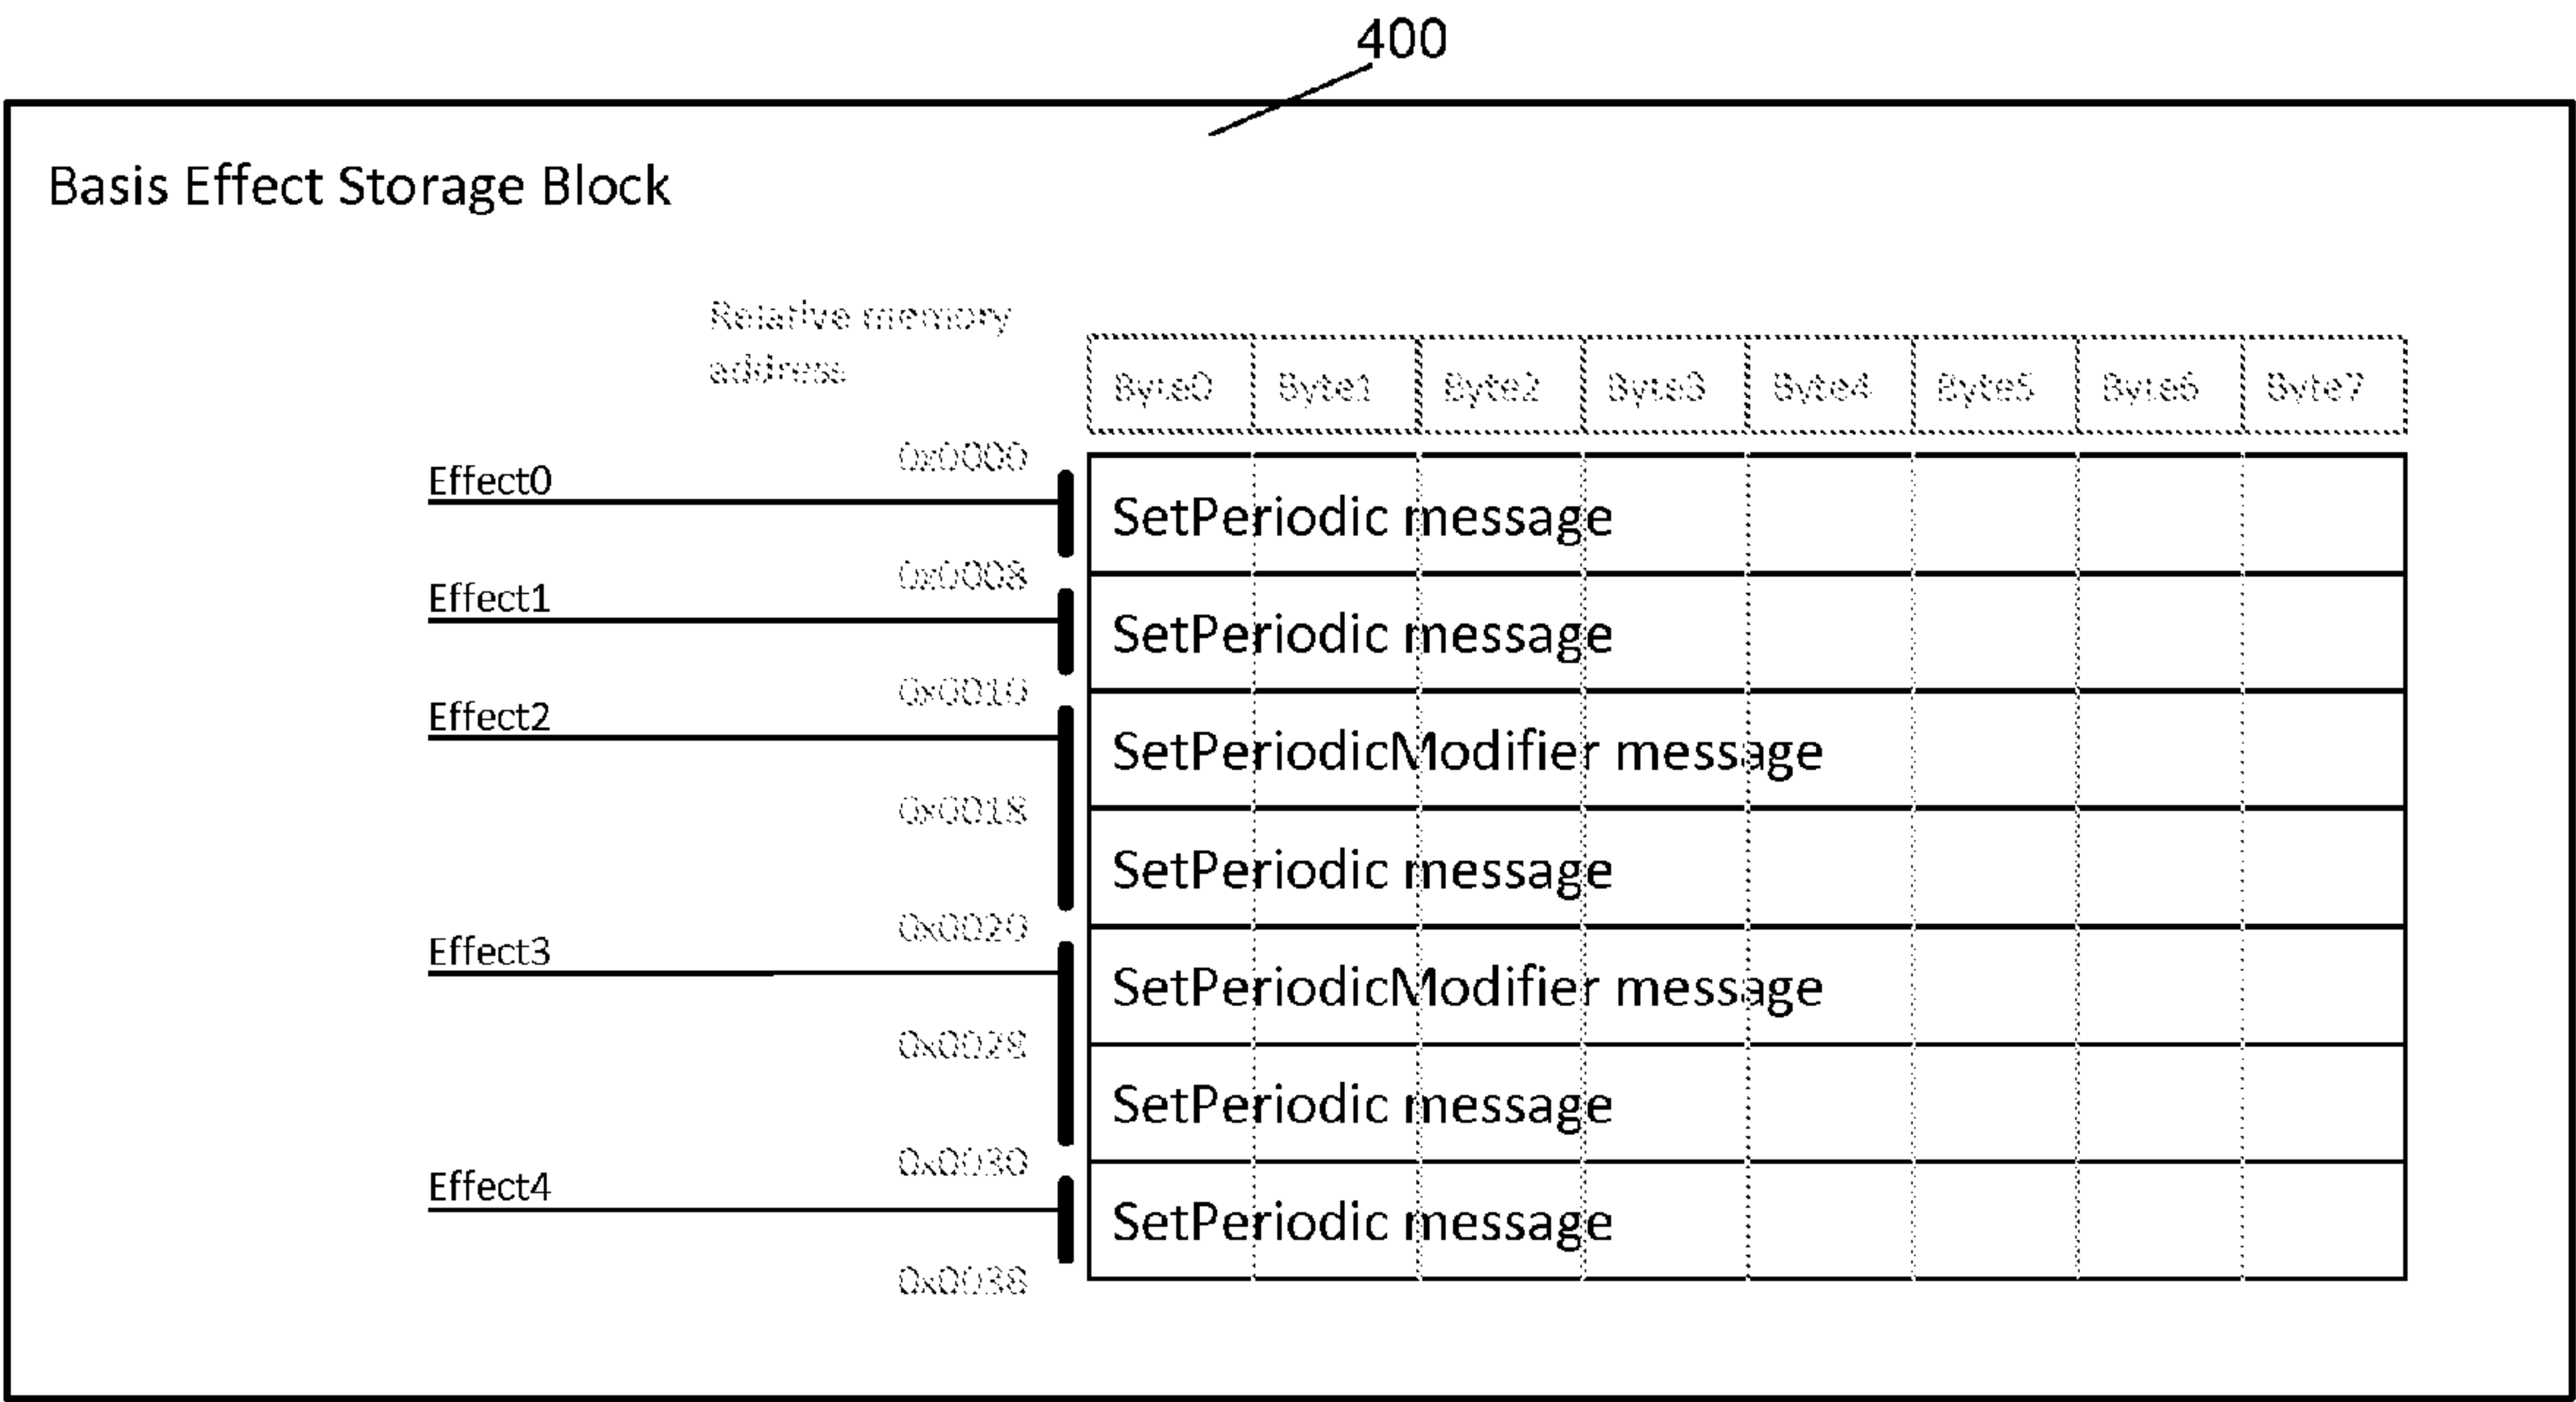 400
Basis Effect Storage Block
Relative memory
address
Byte0 Byte1 Byte2 Byte3 Byte4 Byte5 Byte6 Byte7
0x0000
Effect0
SetPeriodic message
0x0008
Effect1
SetPeriodic message
0x0010
Effect2
SetPeriodicModifier message
0x0018
SetPeriodic message
0x0020
Effect3
SetPeriodicModifier message
0x0028
SetPeriodic message
0x0030
Effect4
SetPeriodic message
0x0038